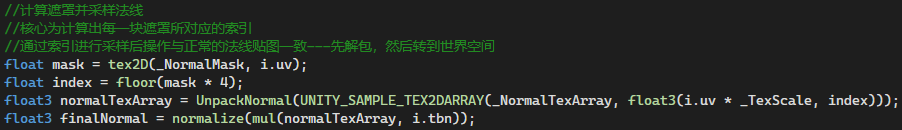 //计算遮罩并采样法线
//核心为计算出每一块遮罩所对应的索引
//通过索引进行采样后操作与正常的法线贴图一致---先解包，然后转到世界空间
float mask = tex2D(_NormalMask, i.uv);
float index = floor(mask * 4);
float3 normalTexArray = UnpackNormal(UNITY_SAMPLE_TEX2DARRAY(_NormalTexArray, float3(i.uv * _TexScale, index)));
float3 finalNormal = normalize(mul(normalTexArray, i.tbn));